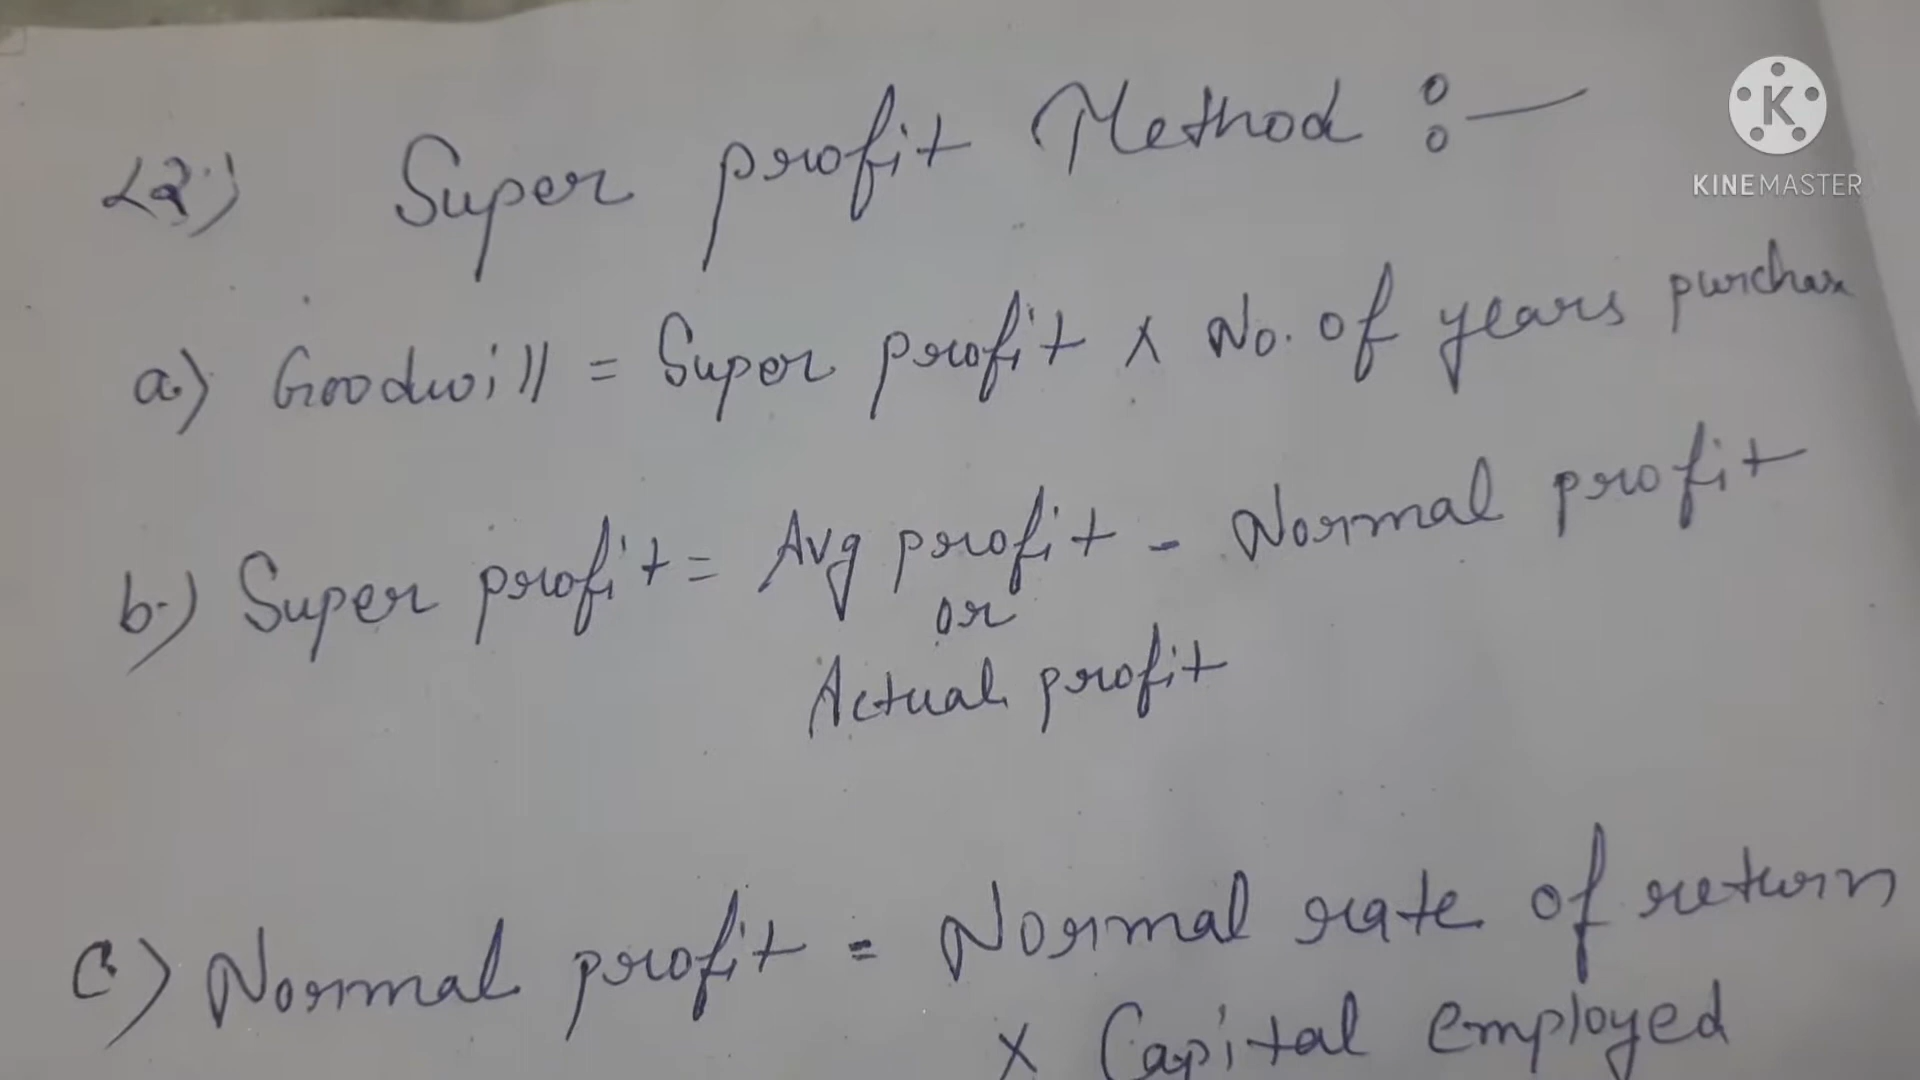 <2.) Super profit Method :-
KINEMASTER
a.) Goodwill = Super profit x No. of years purchase
b.) Super profit = Avg profit - Normal profit
or
Actual profit
c.) Normal profit = Normal rate of return
x Capital employed